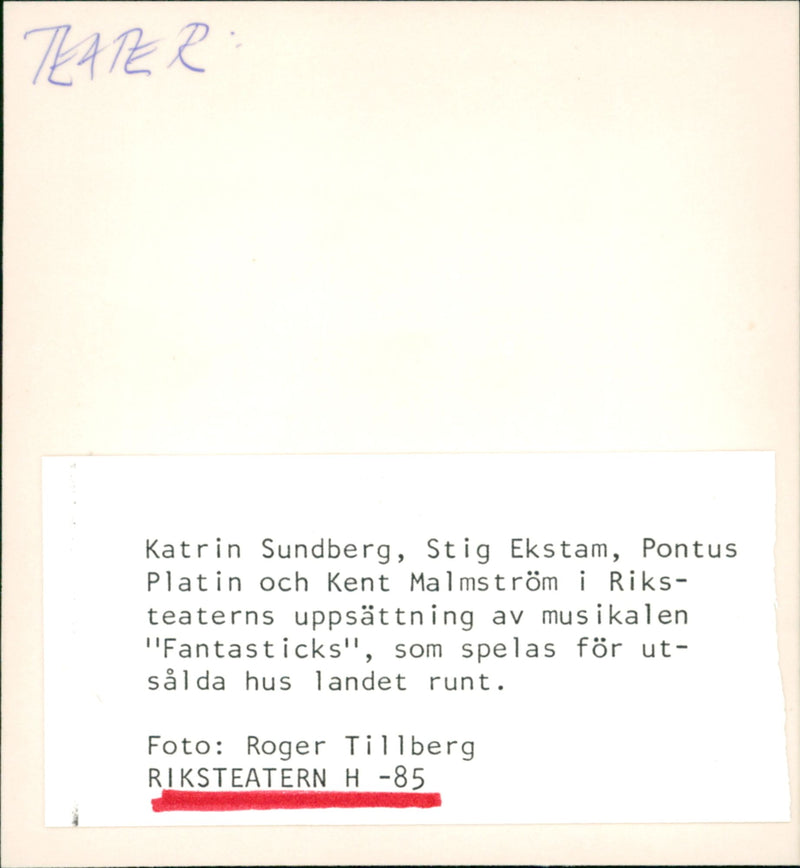 TEATER:
Katrin Sundberg, Stig Ekstam, Pontus
Platin och Kent Malmström i Riks-
teaterns uppsättning av musikalen
"Fantasticks", som spelas för ut-
sålda hus landet runt.
Foto: Roger Tillberg
RIKSTEATERN H -85